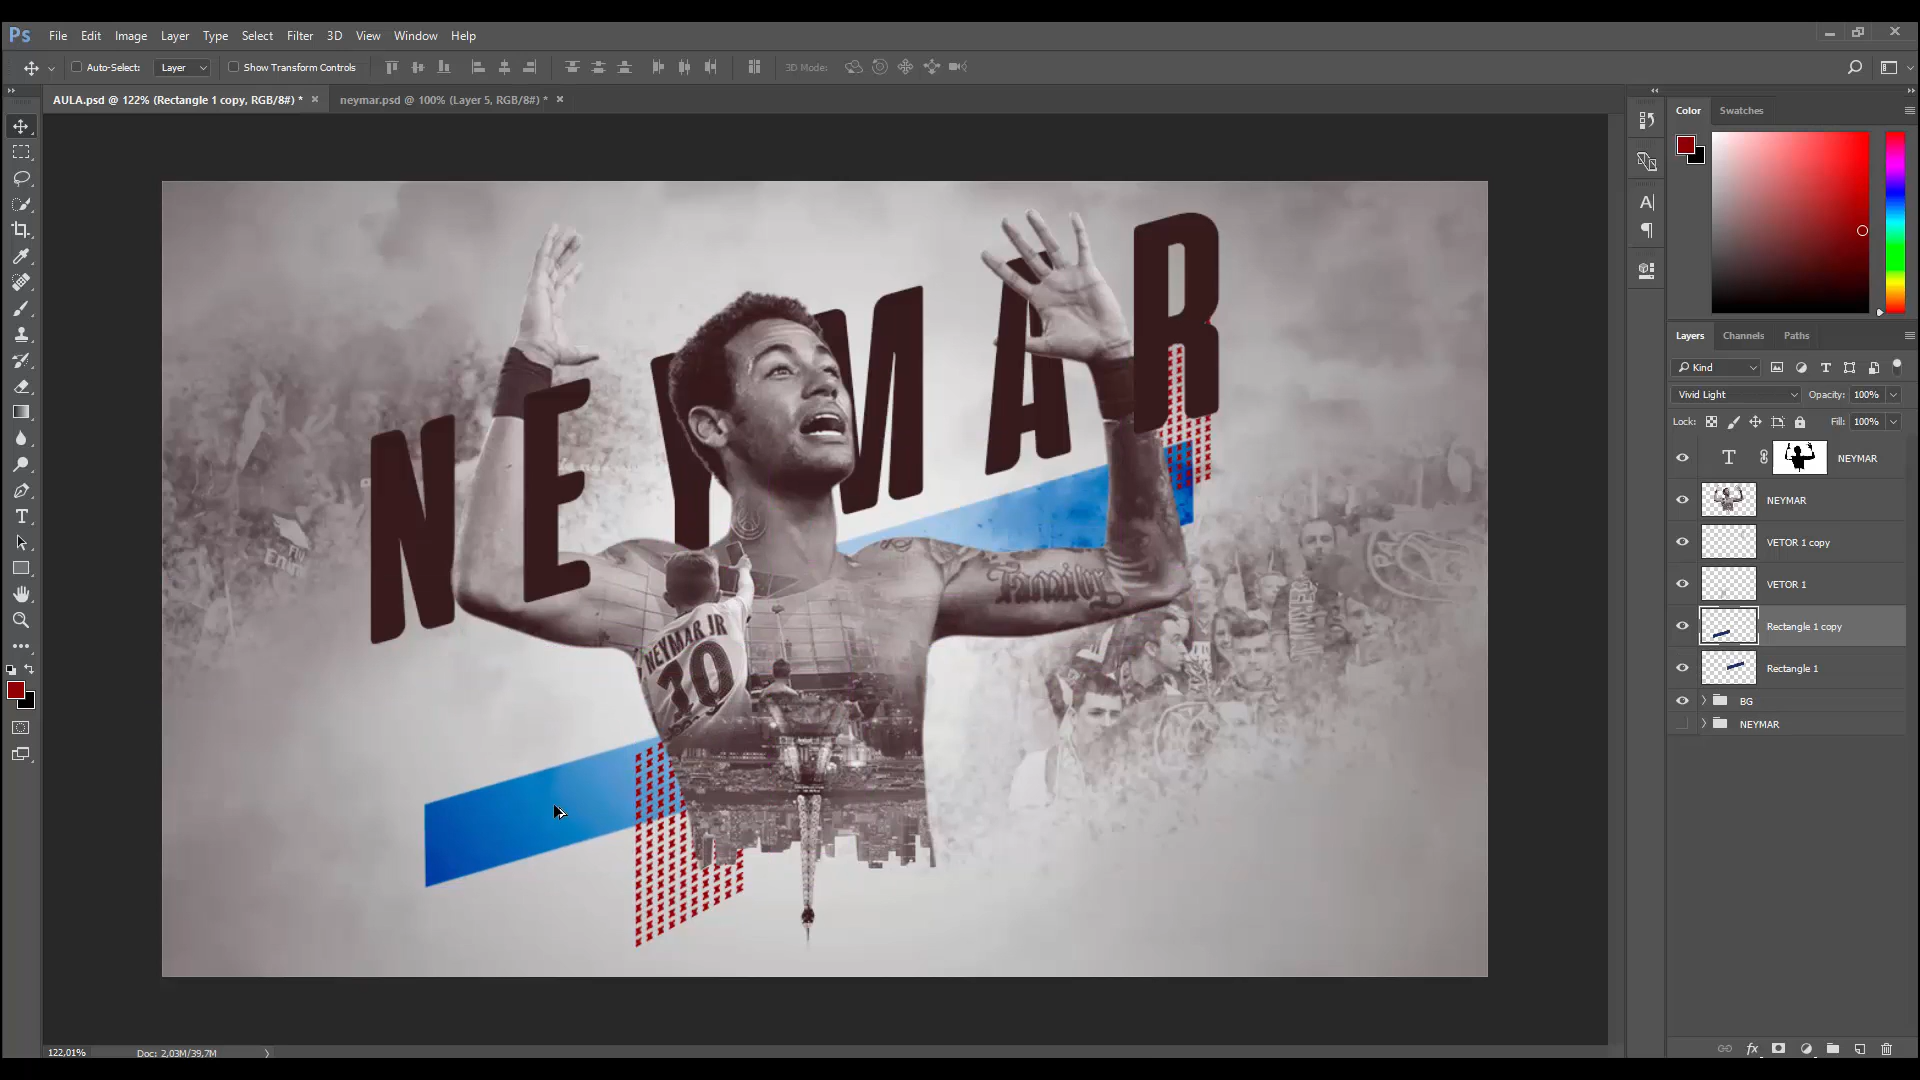 Ps File Edit Image Layer Type Select Filter 3D View Window Help
Auto-Select: Layer Show Transform Controls 3D Mode:
AULA.psd @ 122% (Rectangle 1 copy, RGB/8#) * neymar.psd @ 100% (Layer 5, RGB/8#) *
Color Swatches
Layers Channels Paths
Kind
Vivid Light Opacity: 100%
Lock: Fill: 100%
NEYMAR
NEYMAR
VETOR 1 copy
VETOR 1
Rectangle 1 copy
Rectangle 1
BG
NEYMAR
NEYMAR
Family
NEYMAR JR
10
122,01% Doc: 2,03M/39,7M